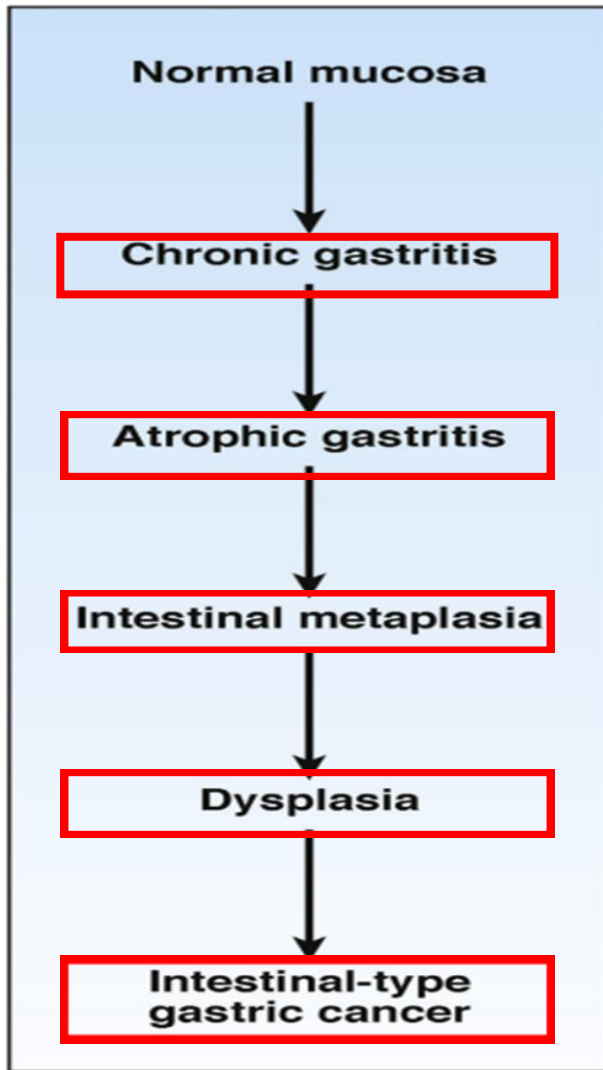 Normal mucosa
Chronic gastritis
Atrophic gastritis
Intestinal metaplasia
Dysplasia
Intestinal-type
gastric cancer